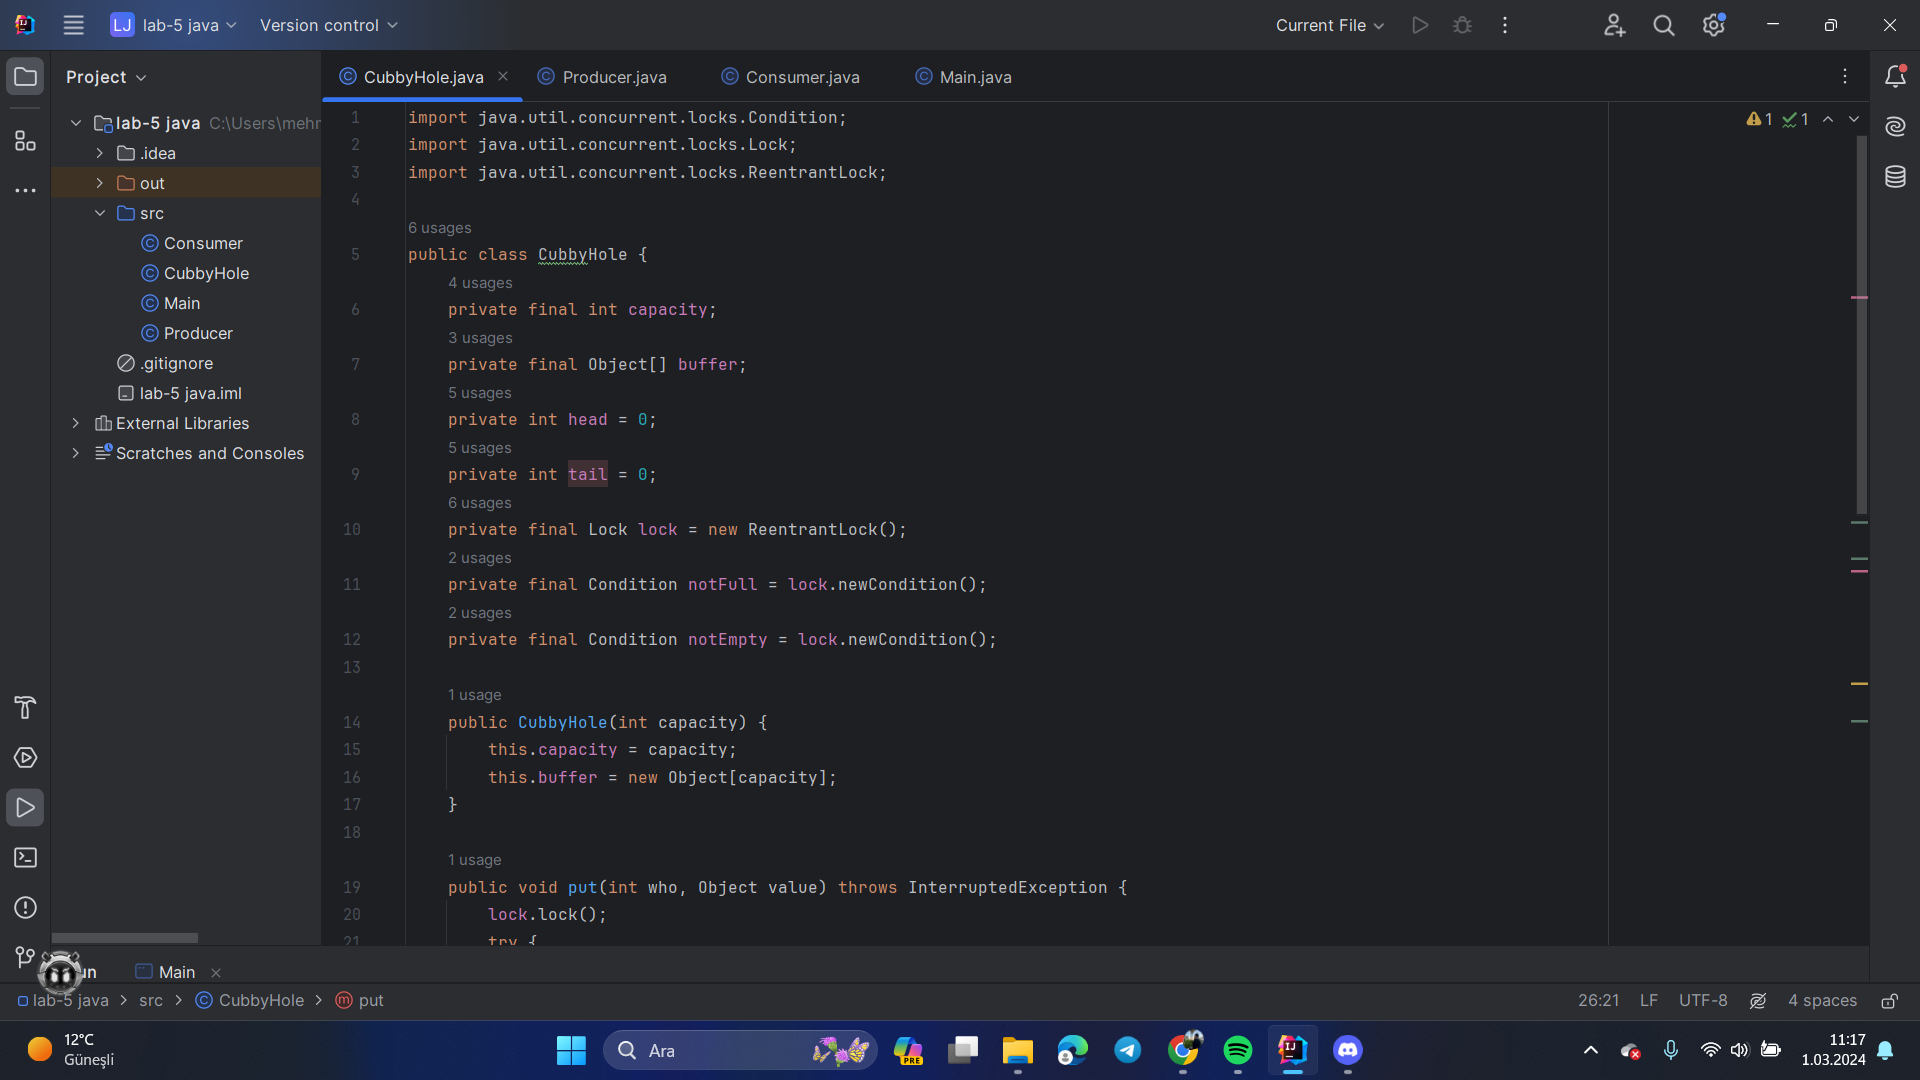 LJ lab-5 java Version control Current File
Project CubbyHole.java Producer.java Consumer.java Main.java
lab-5 java C:\Users\mehr
.idea
out
src
Consumer
CubbyHole
Main
Producer
.gitignore
lab-5 java.iml
External Libraries
Scratches and Consoles
1 1
1 import java.util.concurrent.locks.Condition;
2 import java.util.concurrent.locks.Lock;
3 import java.util.concurrent.locks.ReentrantLock;
4
6 usages
5 public class CubbyHole {
4 usages
6 private final int capacity;
3 usages
7 private final Object[] buffer;
5 usages
8 private int head = 0;
5 usages
9 private int tail = 0;
6 usages
10 private final Lock lock = new ReentrantLock();
2 usages
11 private final Condition notFull = lock.newCondition();
2 usages
12 private final Condition notEmpty = lock.newCondition();
13
1 usage
14 public CubbyHole(int capacity) {
15 this.capacity = capacity;
16 this.buffer = new Object[capacity];
17 }
18
1 usage
19 public void put(int who, Object value) throws InterruptedException {
20 lock.lock();
21 try {
un Main
lab-5 java src CubbyHole put 26:21 LF UTF-8 4 spaces
12°C
Güneşli
Ara
PRE
11:17
1.03.2024